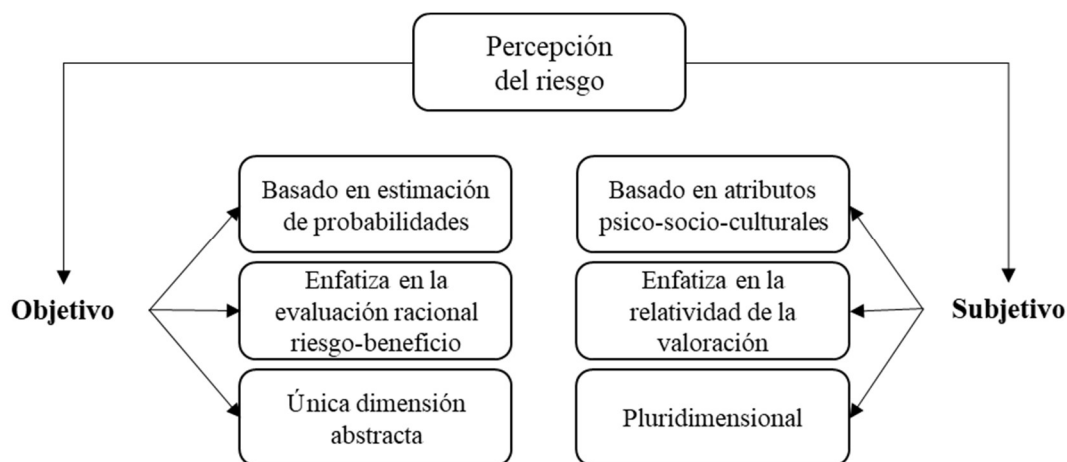 Percepción
del riesgo
Objetivo
Basado en estimación
de probabilidades
Enfatiza en la
evaluación racional
riesgo-beneficio
Única dimensión
abstracta
Basado en atributos
psico-socio-culturales
Enfatiza en la
relatividad de la
valoración
Pluridimensional
Subjetivo